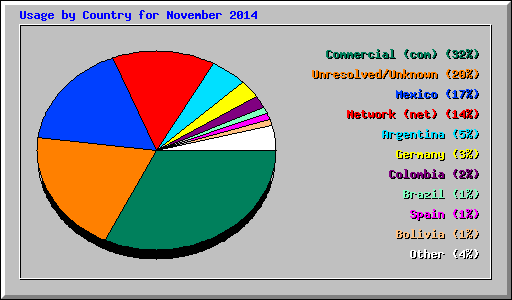 Usage by Country for November 2014
Commercial (com) (32%)
Unresolved/Unknown (20%)
Mexico (17%)
Network (net) (14%)
Argentina (5%)
Germany (3%)
Colombia (2%)
Brazil (1%)
Spain (1%)
Bolivia (1%)
Other (4%)